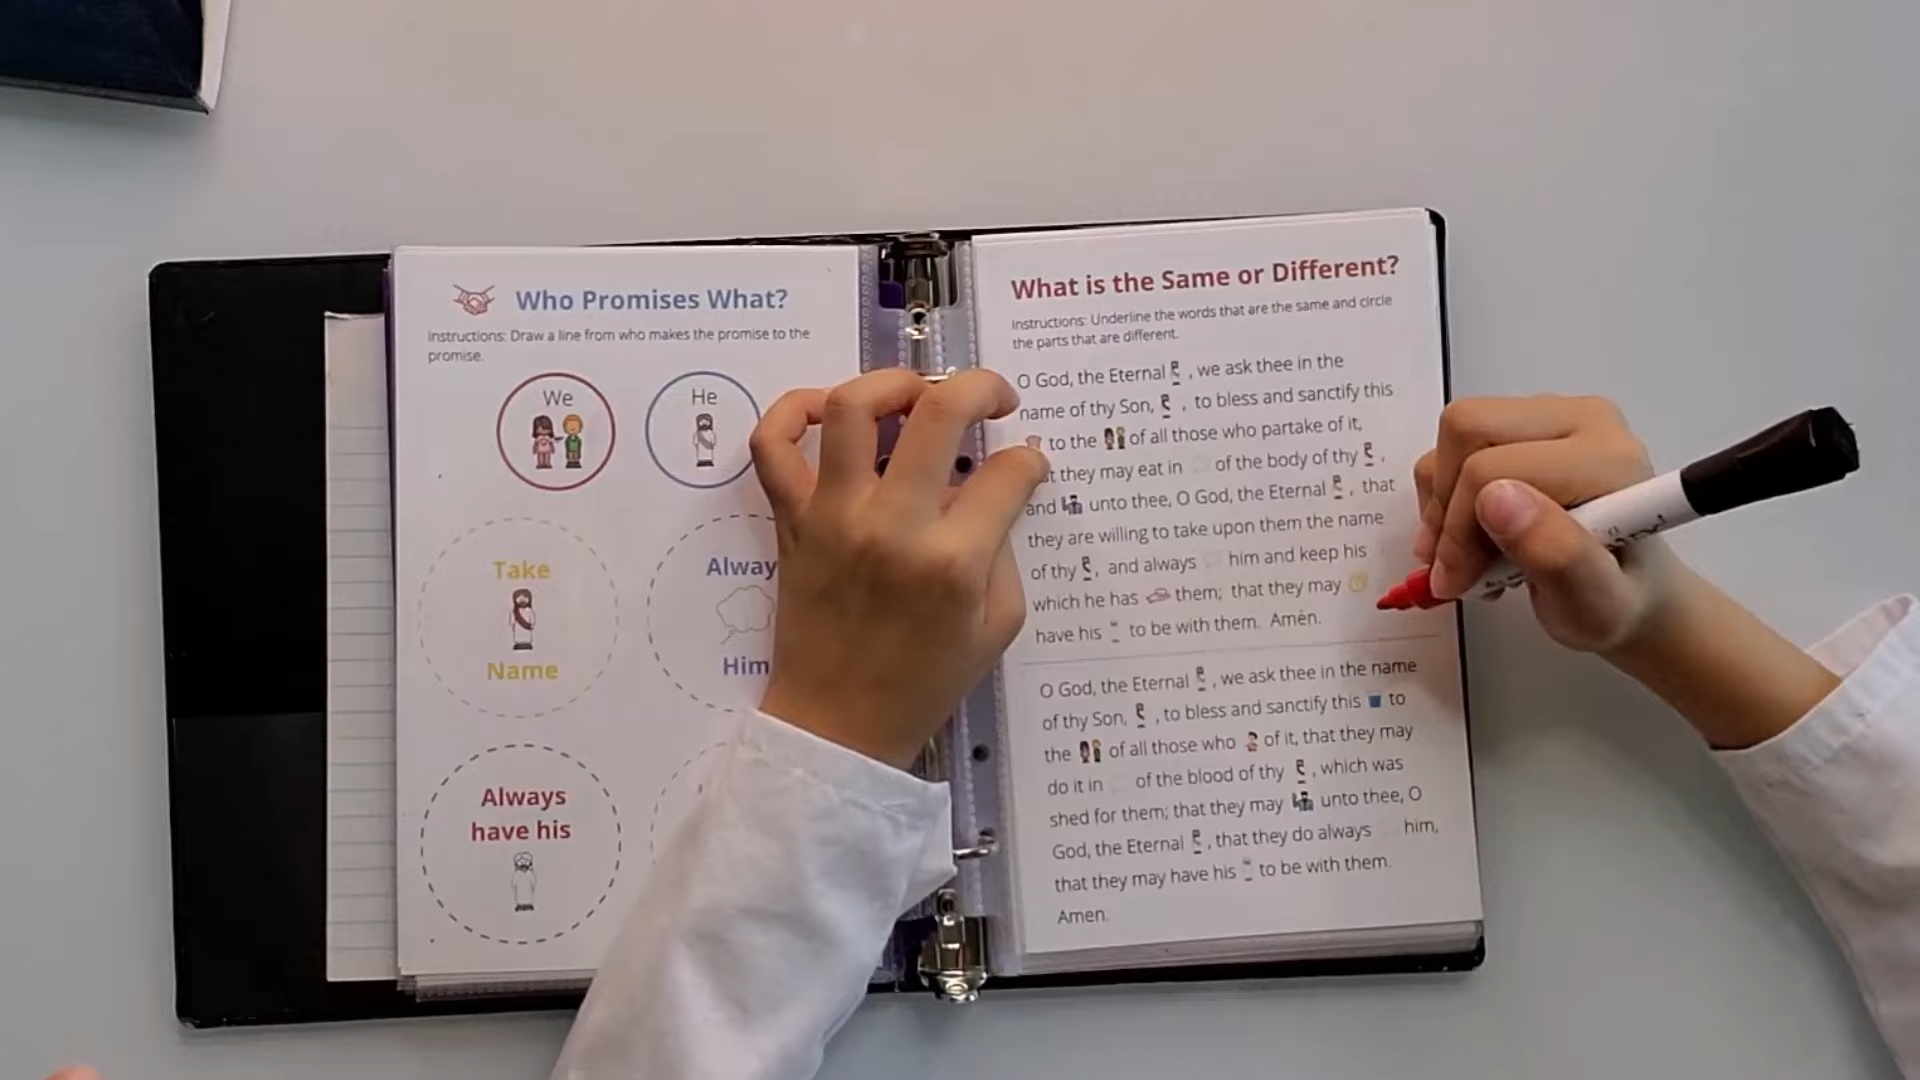 Who Promises What?
Instructions: Draw a line from who makes the promise to the
promise.
We
He
Take
Name
Him
Always
have his
What is the Same or Different?
Instructions: Underline the words that are the same and circle
the parts that are different.
O God, the Eternal , we ask thee in the
name of thy Son, , to bless and sanctify this
to the of all those who partake of it,
they may eat in of the body of thy ,
and unto thee, O God, the Eternal , that
they are willing to take upon them the name
of thy , and always him and keep his
which he has them; that they may
have his to be with them. Amen.
O God, the Eternal , we ask thee in the name
of thy Son, , to bless and sanctify this to
the of all those who of it, that they may
do it in of the blood of thy , which was
shed for them; that they may unto thee, O
God, the Eternal , that they do always him,
that they may have his to be with them.
Amen.